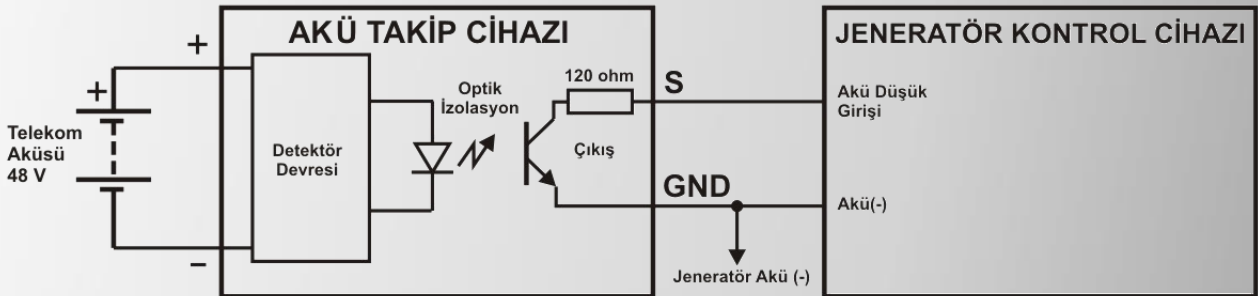 AKÜ TAKİP CİHAZI
JENERATÖR KONTROL CİHAZI
+
+
Telekom
Aküsü
48 V
–
Detektör
Devresi
Optik
İzolasyon
120 ohm
Çıkış
S
GND
Jeneratör Akü (-)
Akü Düşük
Girişi
Akü(-)